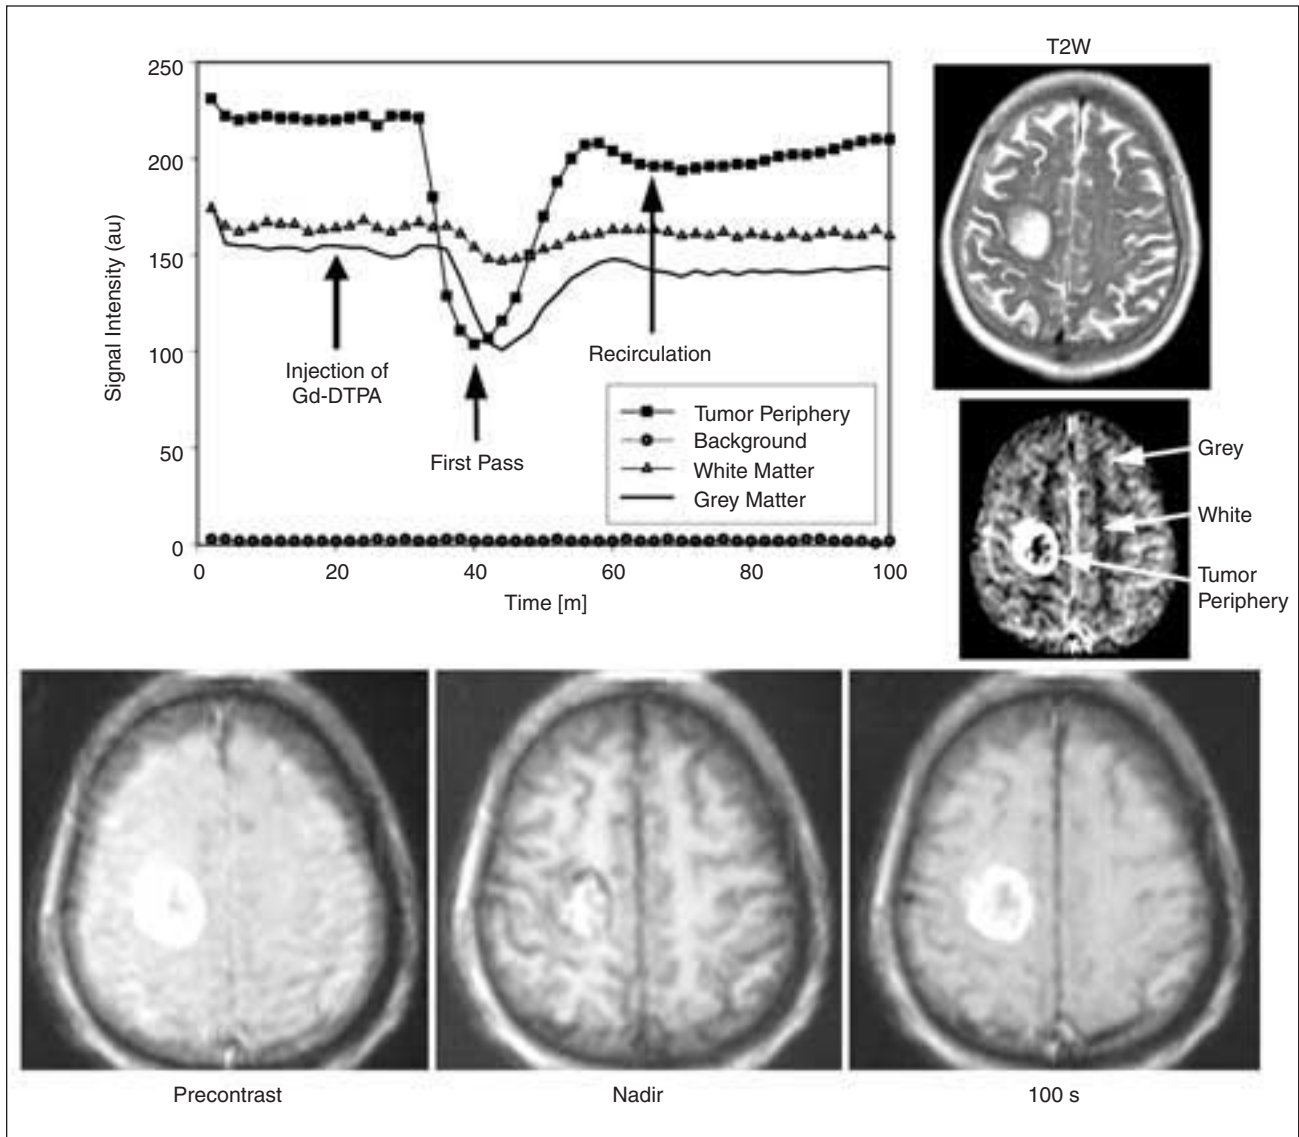 T2W
250
200
150
100
50
0
Signal Intensity (au)
0 20 40 60 80 100
Time [m]
Injection of
Gd-DTPA
First Pass
Recirculation
Tumor Periphery
Background
White Matter
Grey Matter
Grey
White
Tumor
Periphery
Precontrast
Nadir
100 s